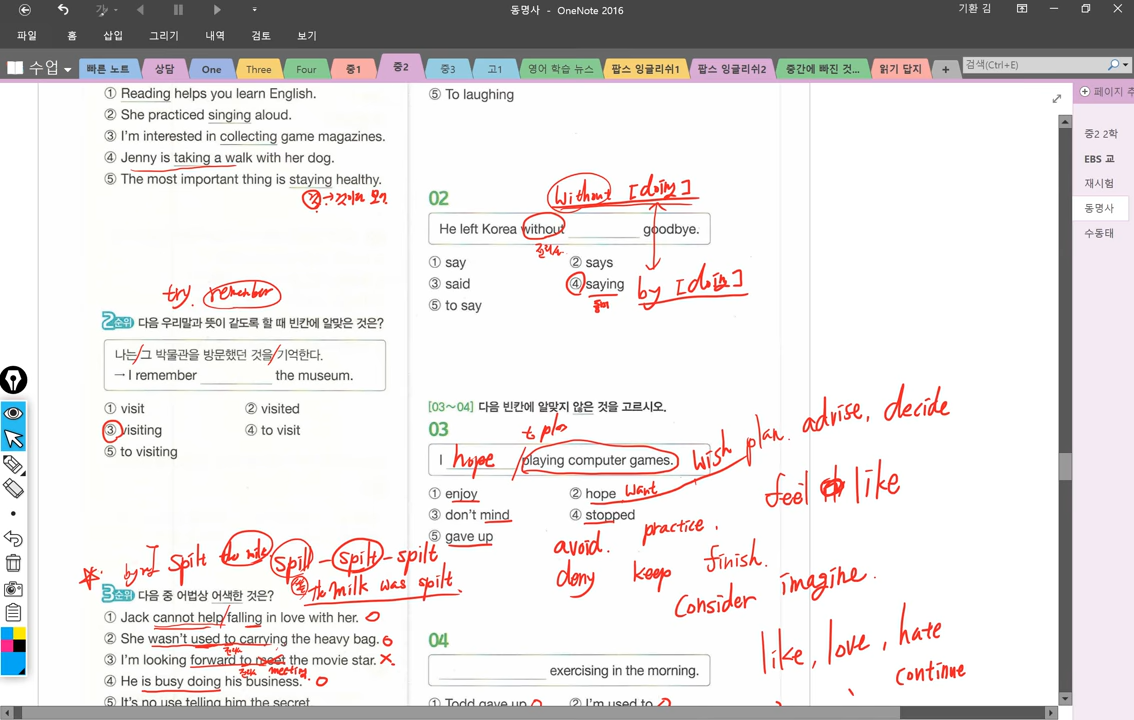 동명사 - OneNote 2016
기환 김
파일 홈 삽입 그리기 내역 검토 보기
수업 빠른 노트 상담 One Three Four 중1 중2 중3 고1 영어 학습 뉴스 팝스 잉글리쉬1 팝스 잉글리쉬2 중간에 빠진 것... 읽기 답지 + 검색(Ctrl+E)
페이지 추
중2 2학
EBS 교
재시험
동명사
수동태
① Reading helps you learn English.
② She practiced singing aloud.
③ I'm interested in collecting game magazines.
④ Jenny is taking a walk with her dog.
⑤ The most important thing is staying healthy.
try. remember
2순위 다음 우리말과 뜻이 같도록 할 때 빈칸에 알맞은 것은?
나는 그 박물관을 방문했던 것을 기억한다.
→ I remember __________ the museum.
① visit ② visited
③ visiting ④ to visit
⑤ to visiting
I spilt the milk. spill - spilt - spilt
milk was spilt.
3순위 다음 중 어법상 어색한 것은?
① Jack cannot help falling in love with her. O
② She wasn't used to carrying the heavy bag. O
③ I'm looking forward to meet the movie star. X
meeting
④ He is busy doing his business. O
⑤ It's no use telling him the secret.
⑤ To laughing
without [doing]
02
He left Korea without __________ goodbye.
① say ② says
③ said ④ saying
⑤ to say
by [doing]
[03~04] 다음 빈칸에 알맞지 않은 것을 고르시오.
03
I hope playing computer games.
wish plan. advise, decide
① enjoy ② hope want
③ don't mind ④ stopped
⑤ gave up
feel like
avoid. practice.
deny keep finish.
consider imagine.
like, love, hate
continue
04
__________ exercising in the morning.
① Todd gave up ② I'm used to